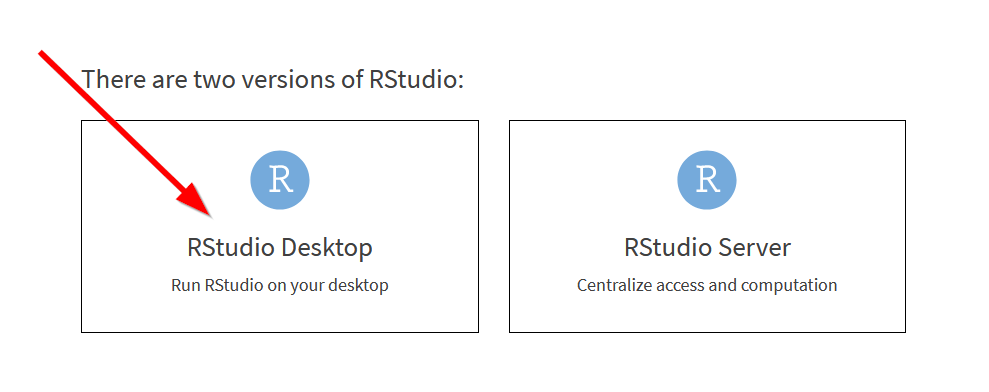 There are two versions of RStudio:
R
RStudio Desktop
Run RStudio on your desktop
R
RStudio Server
Centralize access and computation